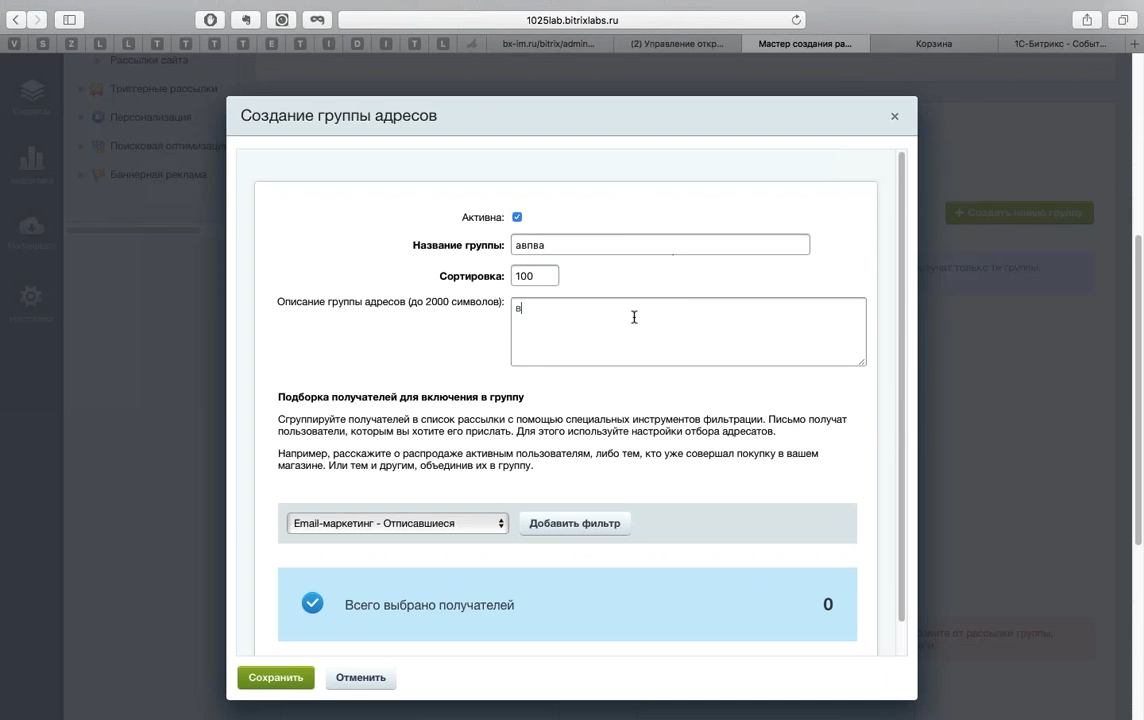 1025lab.bitrixlabs.ru
V S Z L L T T T T E T I D I T L
bx-im.ru/bitrix/admin...
(2) Управление откр...
Мастер создания ра...
Корзина
1С-Битрикс - Событ...
Рассылки сайта
Триггерные рассылки
Персонализация
Поисковая оптимизация
Баннерная реклама
Создать новую группу
Создание группы адресов
×
Активна:
Название группы: авпва
Сортировка: 100
Описание группы адресов (до 2000 символов): в
Подборка получателей для включения в группу
Сгруппируйте получателей в список рассылки с помощью специальных инструментов фильтрации. Письмо получат
пользователи, которым вы хотите его прислать. Для этого используйте настройки отбора адресатов.
Например, расскажите о распродаже активным пользователям, либо тем, кто уже совершал покупку в вашем
магазине. Или тем и другим, объединив их в группу.
Email-маркетинг - Отписавшиеся
Добавить фильтр
Всего выбрано получателей 0
Сохранить
Отменить